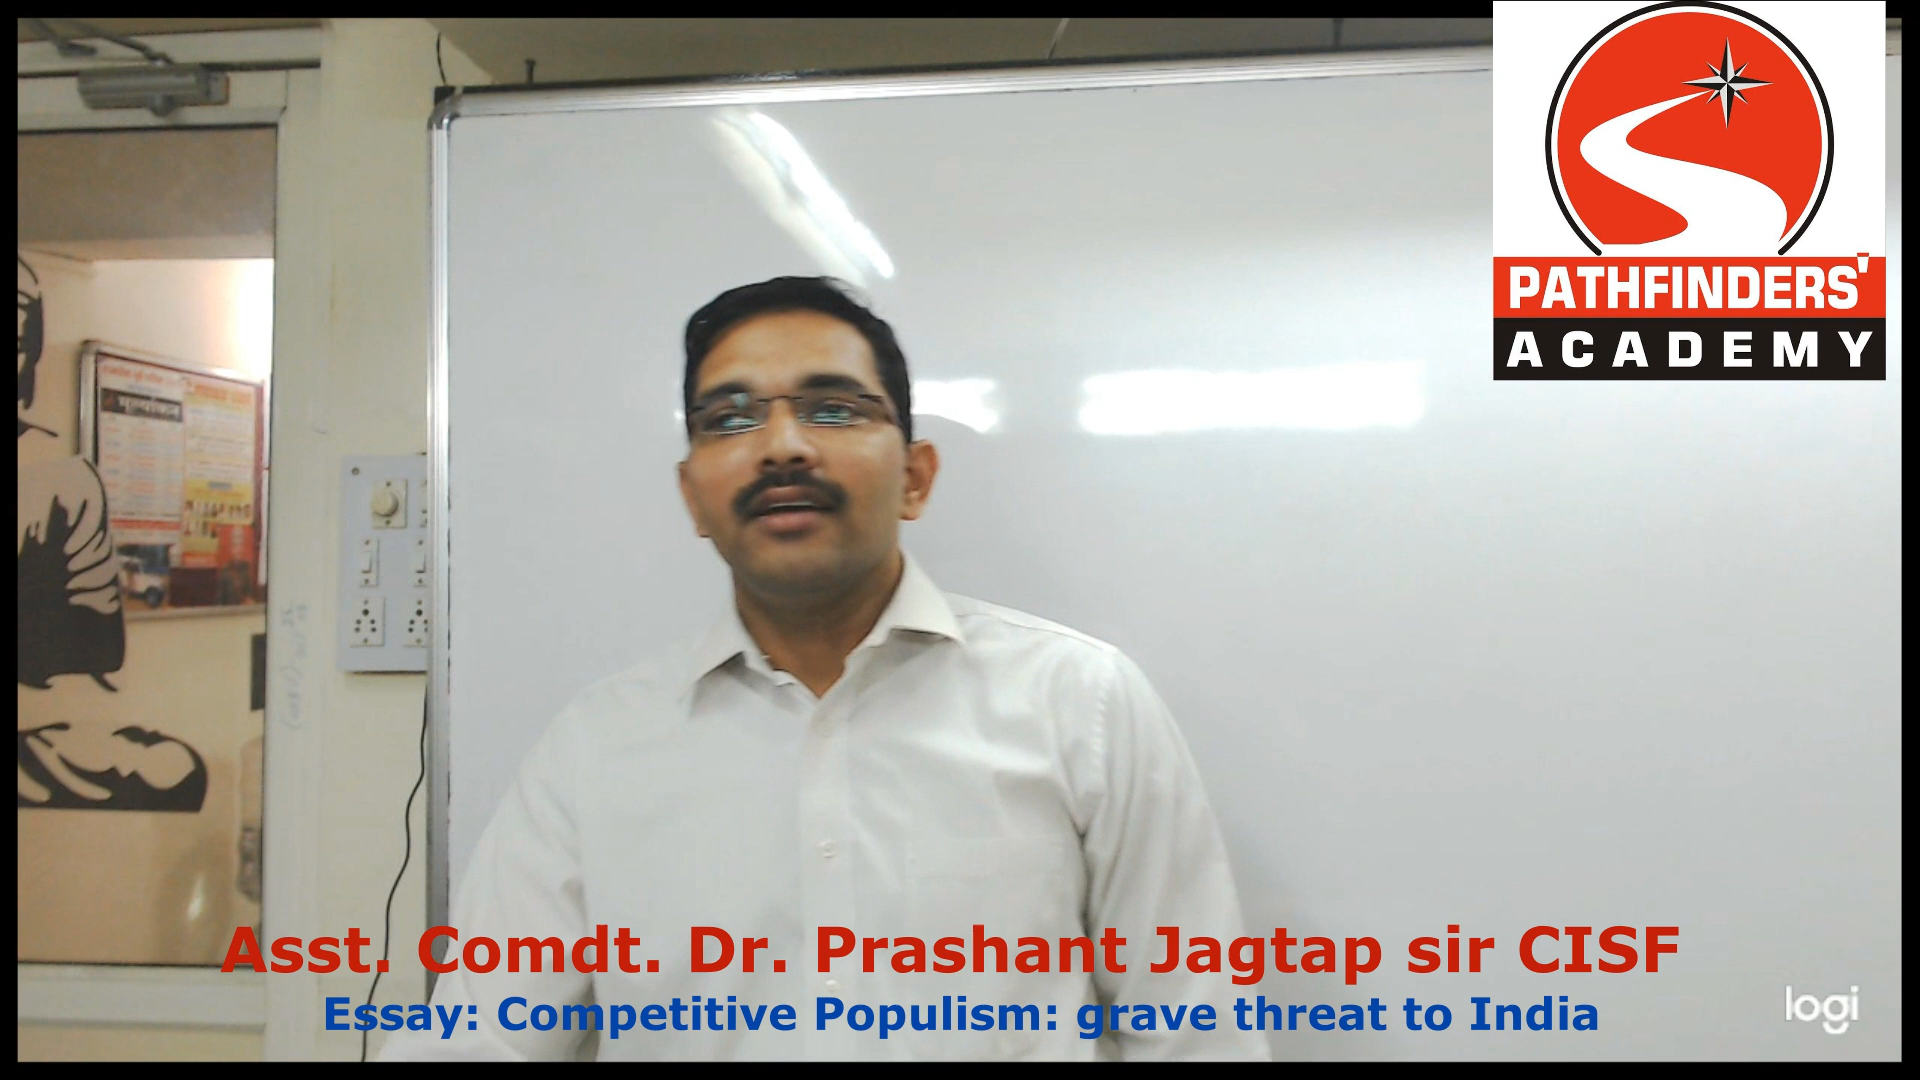 PATHFINDERS'
ACADEMY
Asst. Comdt. Dr. Prashant Jagtap sir CISF
Essay: Competitive Populism: grave threat to India
logi